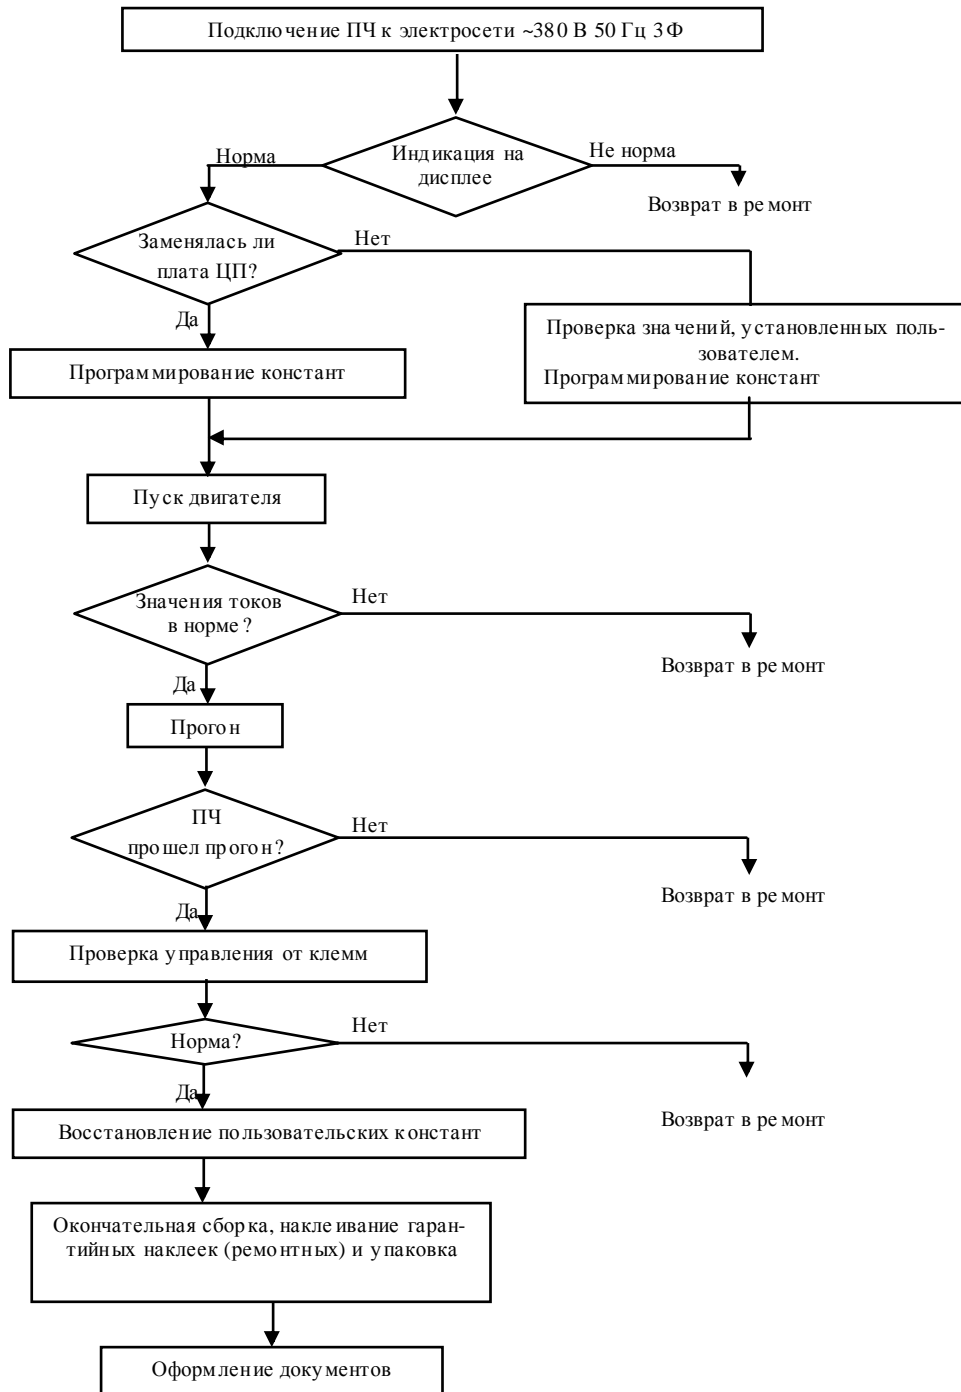 Подключение ПЧ к электросети ~380 В 50 Гц 3Ф
Индикация на
дисплее
Норма
Не норма
Возврат в ремонт
Заменялась ли
плата ЦП?
Нет
Да
Проверка значений, установленных поль-
зователем.
Программирование констант
Программирование констант
Пуск двигателя
Значения токов
в норме?
Нет
Возврат в ремонт
Да
Прогон
ПЧ
прошел прогон?
Нет
Возврат в ремонт
Да
Проверка управления от клемм
Норма?
Нет
Возврат в ремонт
Да
Восстановление пользовательских констант
Окончательная сборка, наклеивание гаран-
тийных наклеек (ремонтных) и упаковка
Оформление документов